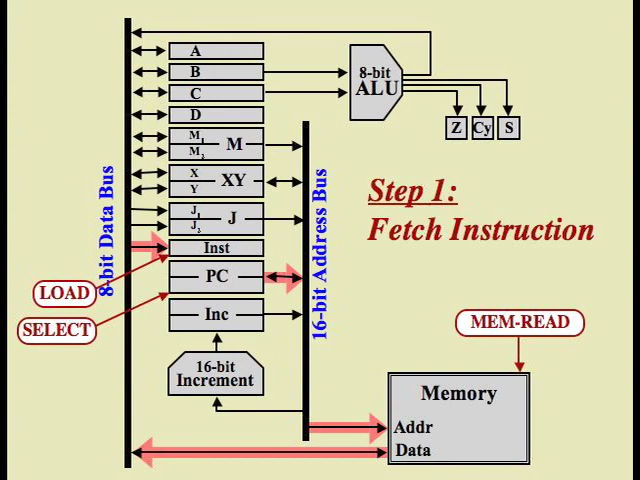 A
B
C
D
M1
M2
M
X
Y
XY
J1
J2
J
Inst
PC
Inc
16-bit
Increment
8-bit
ALU
Z
Cy
S
8-bit Data Bus
16-bit Address Bus
Step 1:
Fetch Instruction
LOAD
SELECT
MEM-READ
Memory
Addr
Data